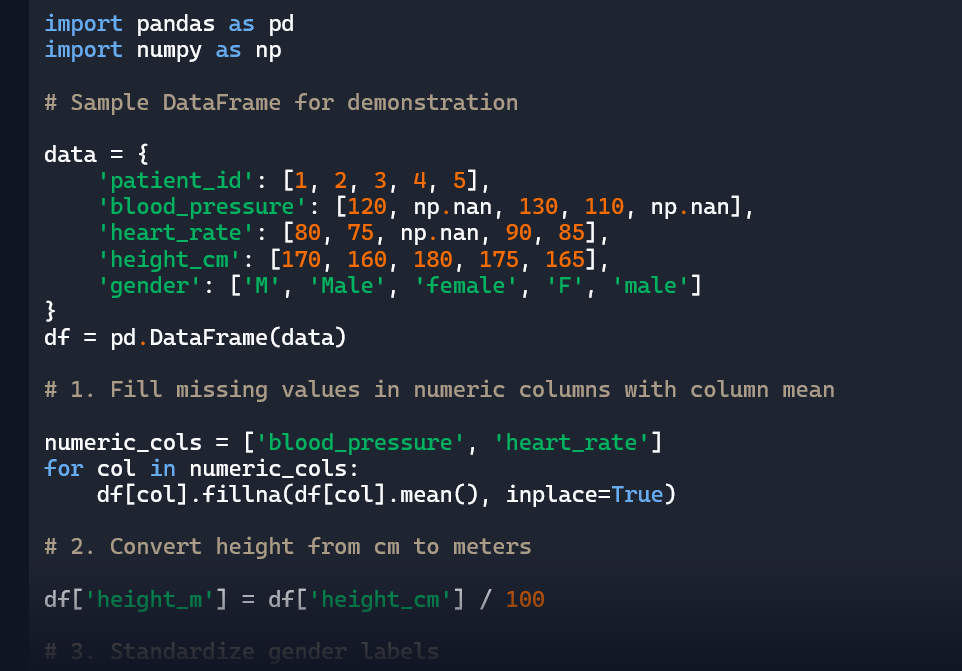 import pandas as pd
import numpy as np
# Sample DataFrame for demonstration
data = {
    'patient_id': [1, 2, 3, 4, 5],
    'blood_pressure': [120, np.nan, 130, 110, np.nan],
    'heart_rate': [80, 75, np.nan, 90, 85],
    'height_cm': [170, 160, 180, 175, 165],
    'gender': ['M', 'Male', 'female', 'F', 'male']
}
df = pd.DataFrame(data)
# 1. Fill missing values in numeric columns with column mean
numeric_cols = ['blood_pressure', 'heart_rate']
for col in numeric_cols:
    df[col].fillna(df[col].mean(), inplace=True)
# 2. Convert height from cm to meters
df['height_m'] = df['height_cm'] / 100
# 3. Standardize gender labels